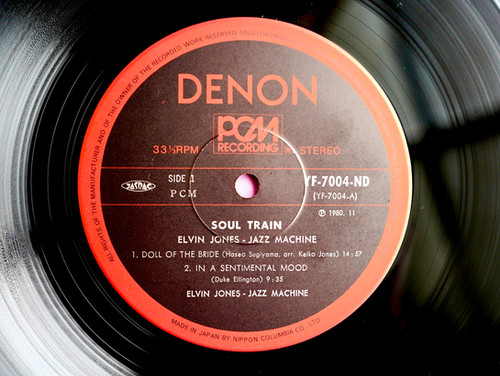 RIGHTS OF THE MANUFACTURER AND OF THE OWNER OF THE RECORDED WORK RESERVED UNAUTHORIZED
DENON
PCM
RECORDING
33⅓RPM STEREO
SIDE 1 YF-7004-ND
JASRAC PCM (YF-7004-A)
Ⓟ 1980. 11
SOUL TRAIN
ELVIN JONES - JAZZ MACHINE
1. DOLL OF THE BRIDE (Haseo Sugiyama, arr. Keiko Jones) 14:57
2. IN A SENTIMENTAL MOOD
(Duke Ellington) 9:35
ELVIN JONES - JAZZ MACHINE
MADE IN JAPAN BY NIPPON COLUMBIA CO., LTD.